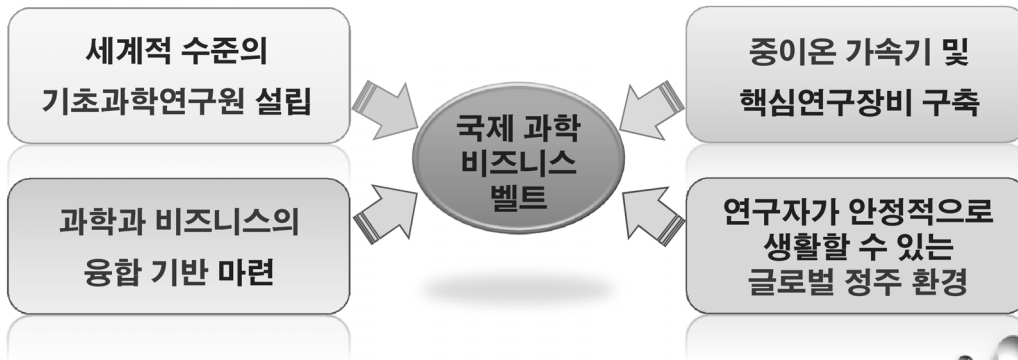 세계적 수준의
기초과학연구원 설립
중이온 가속기 및
핵심연구장비 구축
국제 과학
비즈니스
벨트
과학과 비즈니스의
융합 기반 마련
연구자가 안정적으로
생활할 수 있는
글로벌 정주 환경